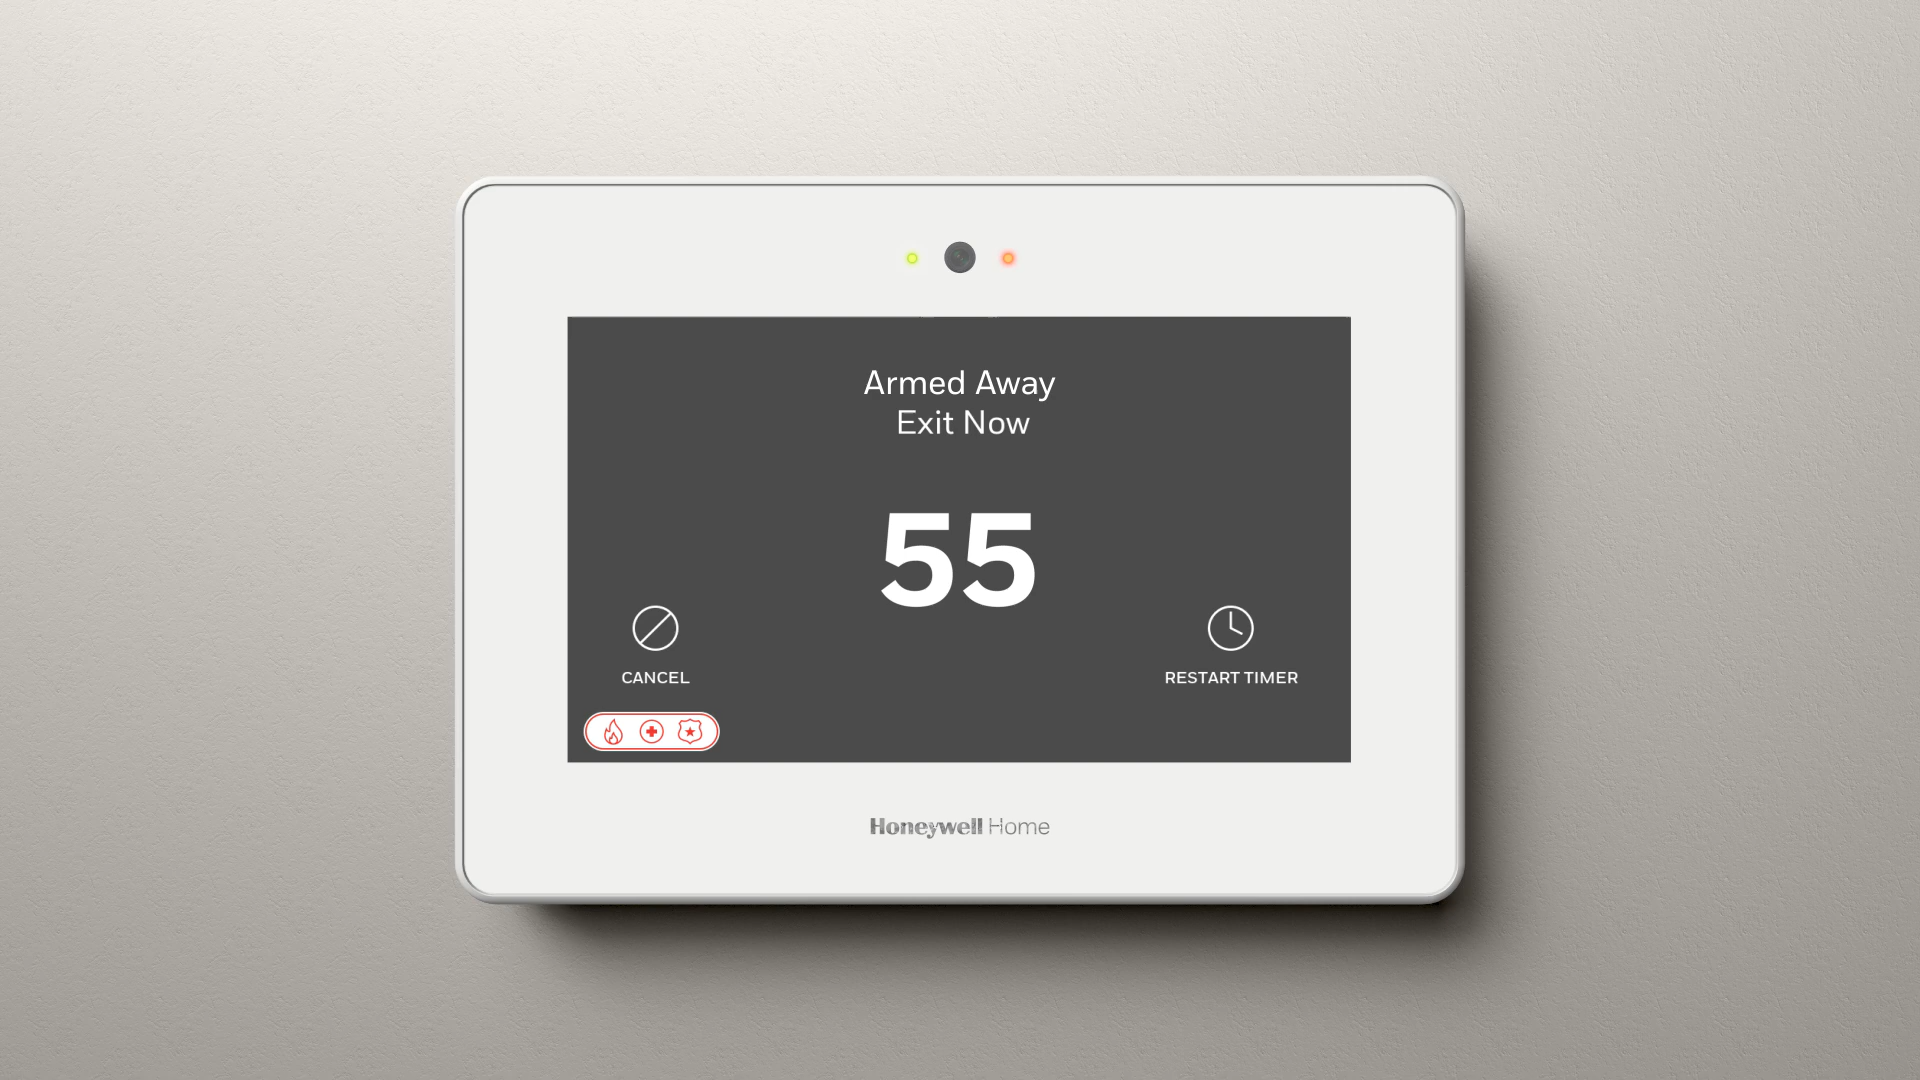 Armed Away
Exit Now
55
CANCEL
RESTART TIMER
Honeywell Home